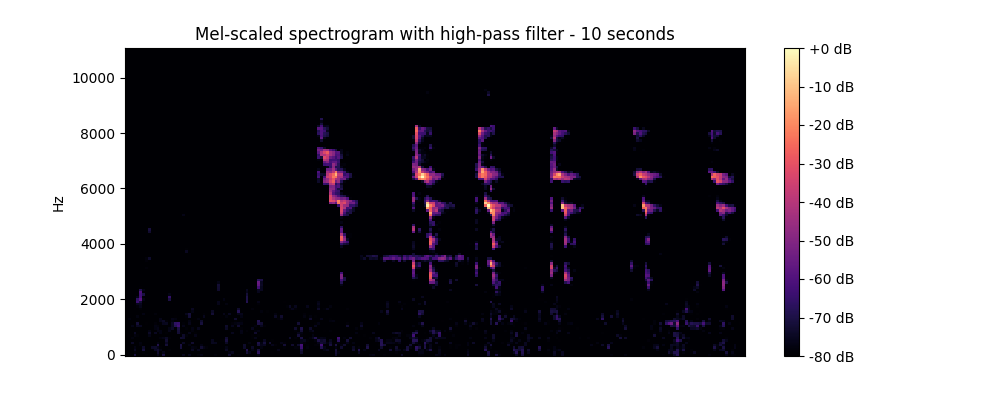 Mel-scaled spectrogram with high-pass filter - 10 seconds
Hz
10000
8000
6000
4000
2000
0
+0 dB
-10 dB
-20 dB
-30 dB
-40 dB
-50 dB
-60 dB
-70 dB
-80 dB